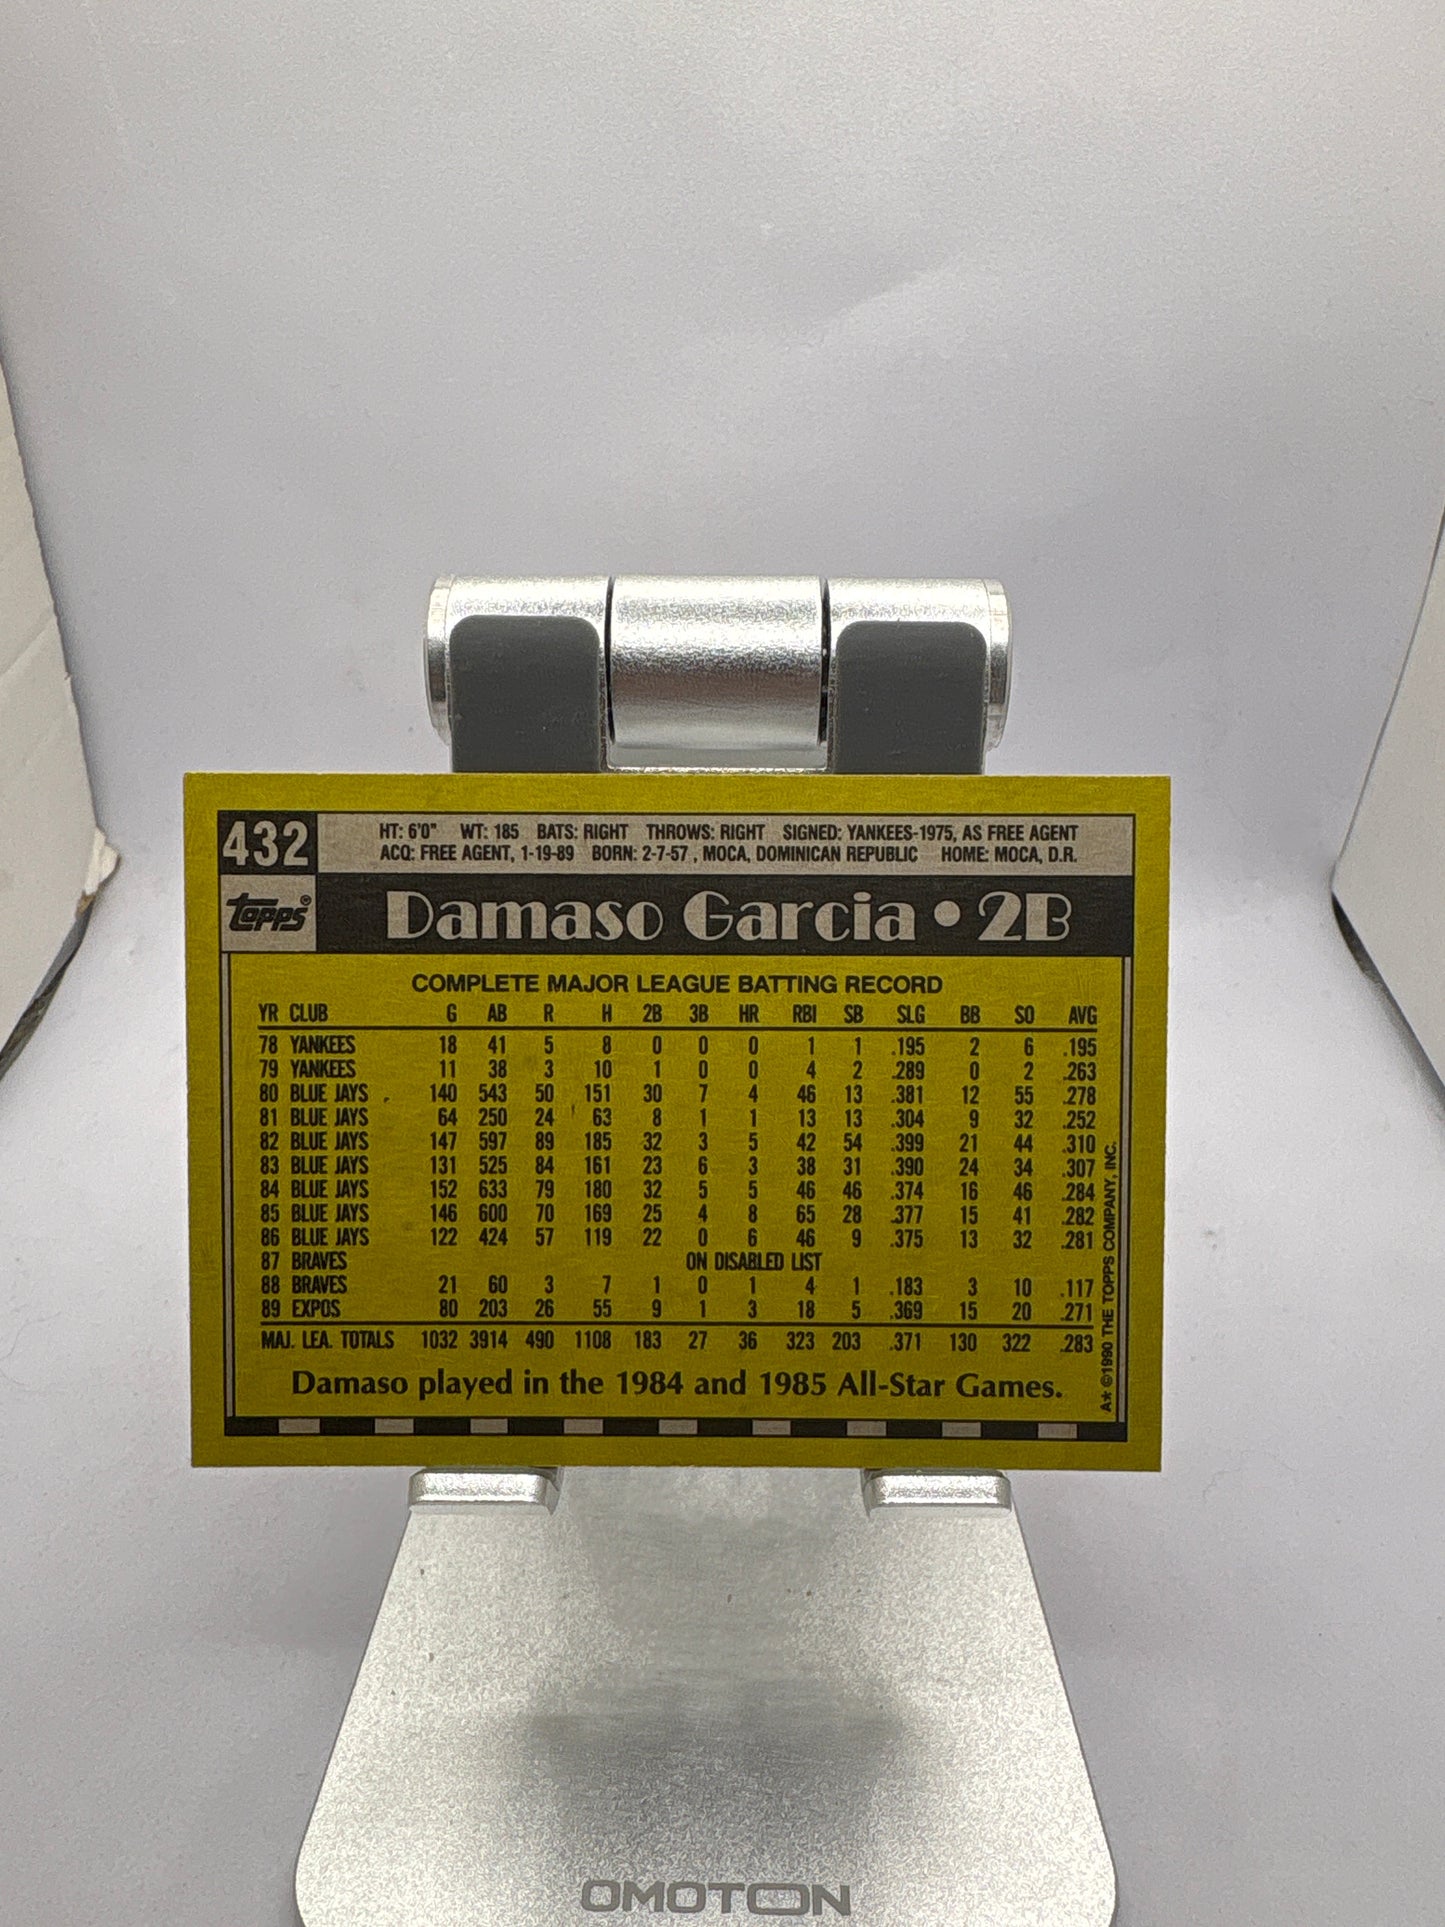 432
HT: 6'0" WT: 185 BATS: RIGHT THROWS: RIGHT SIGNED: YANKEES-1975, AS FREE AGENT
ACQ: FREE AGENT, 1-19-89 BORN: 2-7-57 , MOCA, DOMINICAN REPUBLIC HOME: MOCA, D.R.
Topps®
Damaso Garcia • 2B
COMPLETE MAJOR LEAGUE BATTING RECORD
YR CLUB G AB R H 2B 3B HR RBI SB SLG BB SO AVG
78 YANKEES 18 41 5 8 0 0 0 1 1 .195 2 6 .195
79 YANKEES 11 38 3 10 1 0 0 4 2 .289 0 2 .263
80 BLUE JAYS 140 543 50 151 30 7 4 46 13 .381 12 55 .278
81 BLUE JAYS 64 250 24 63 8 1 1 13 13 .304 9 32 .252
82 BLUE JAYS 147 597 89 185 32 3 5 42 54 .399 21 44 .310
83 BLUE JAYS 131 525 84 161 23 6 3 38 31 .390 24 34 .307
84 BLUE JAYS 152 633 79 180 32 5 5 46 46 .374 16 46 .284
85 BLUE JAYS 146 600 70 169 25 4 8 65 28 .377 15 41 .282
86 BLUE JAYS 122 424 57 119 22 0 6 46 9 .375 13 32 .281
87 BRAVES ON DISABLED LIST
88 BRAVES 21 60 3 7 1 0 1 4 1 .183 3 10 .117
89 EXPOS 80 203 26 55 9 1 3 18 5 .369 15 20 .271
MAJ. LEA. TOTALS 1032 3914 490 1108 183 27 36 323 203 .371 130 322 .283
Damaso played in the 1984 and 1985 All-Star Games.
A* ©1990 THE TOPPS COMPANY, INC.
OMOTON